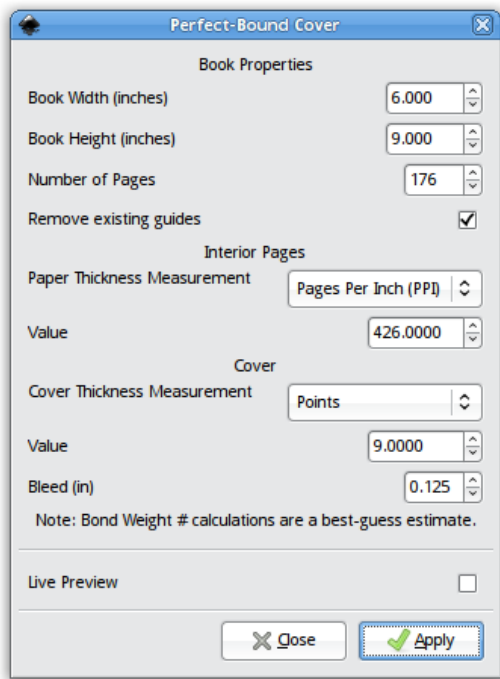 Perfect-Bound Cover
Book Properties
Book Width (inches) 6.000
Book Height (inches) 9.000
Number of Pages 176
Remove existing guides
Interior Pages
Paper Thickness Measurement Pages Per Inch (PPI)
Value 426.0000
Cover
Cover Thickness Measurement Points
Value 9.0000
Bleed (in) 0.125
Note: Bond Weight # calculations are a best-guess estimate.
Live Preview
Close Apply